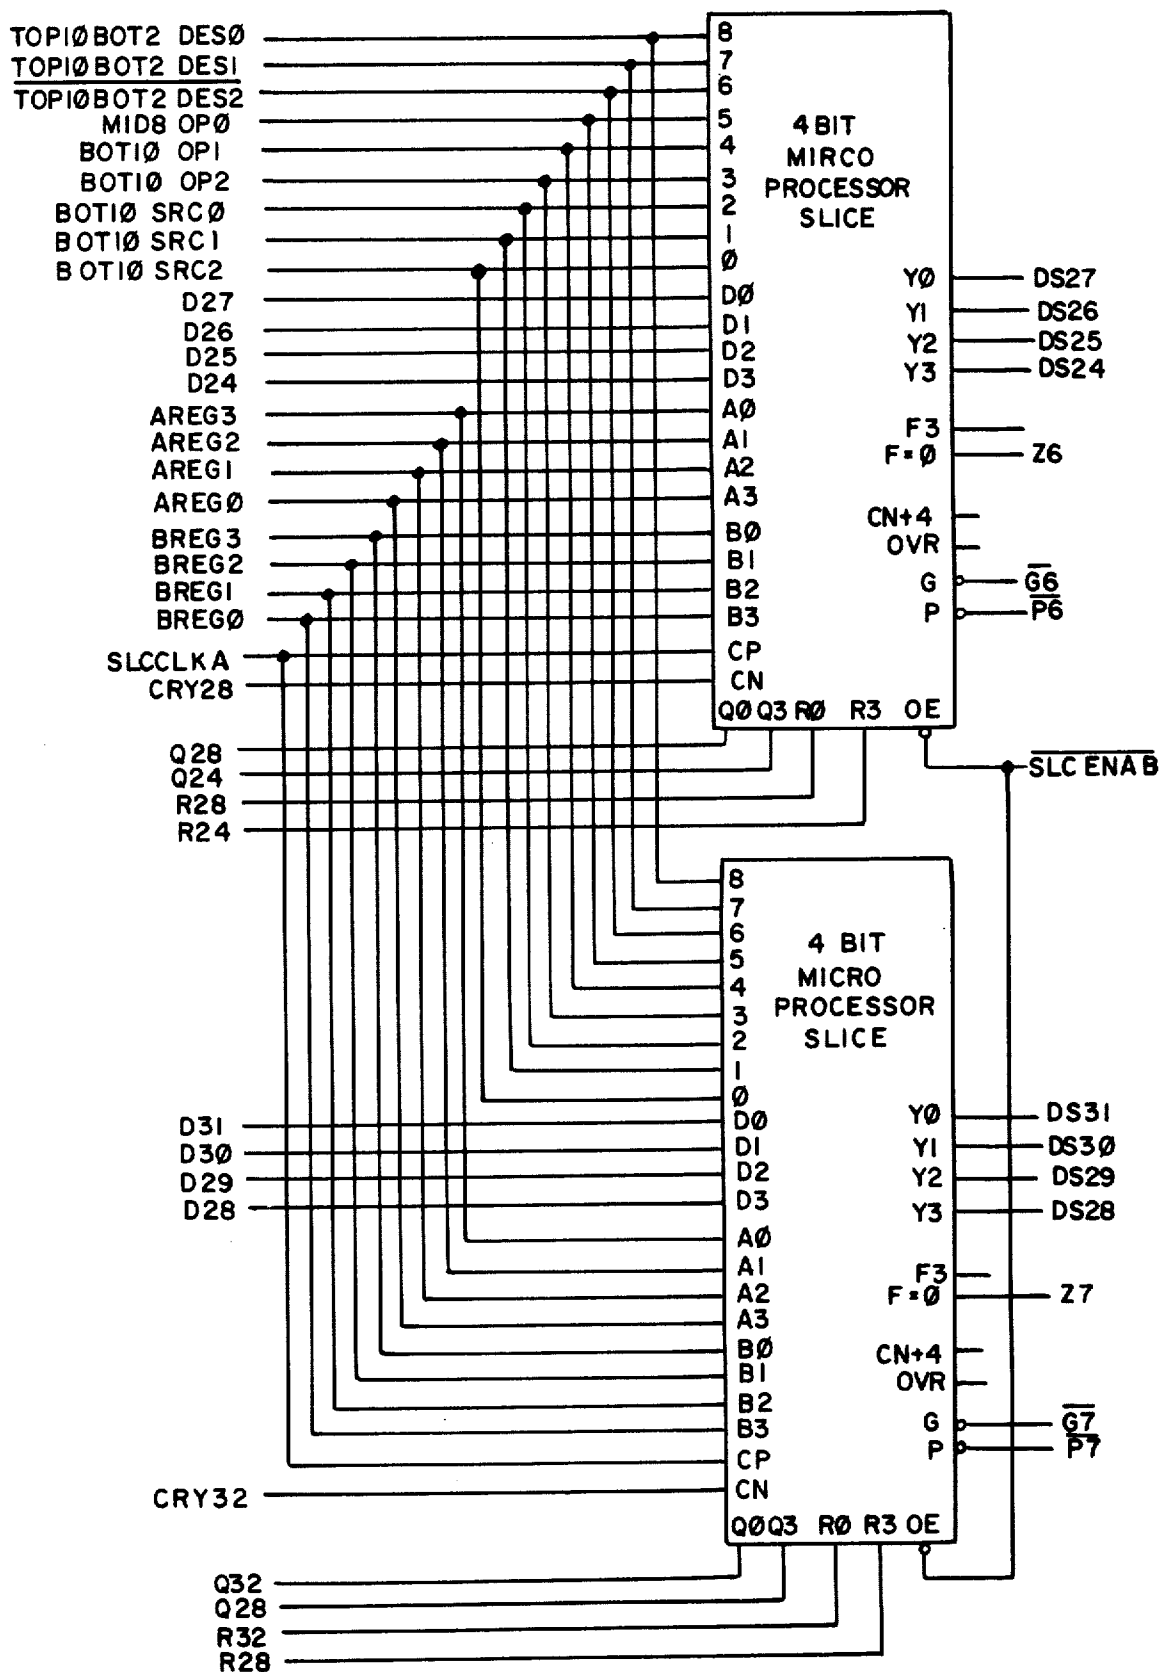 TOP1ØBOT2 DESØ
TOP1ØBOT2 DES1
TOP1ØBOT2 DES2
MID8 OPØ
BOT1Ø OP1
BOT1Ø OP2
BOT1Ø SRCØ
BOT1Ø SRC1
BOT1Ø SRC2
D27
D26
D25
D24
AREG3
AREG2
AREG1
AREGØ
BREG3
BREG2
BREG1
BREGØ
SLCCLKA
CRY28
Q28
Q24
R28
R24
8
7
6
5
4
3
2
1
Ø
DØ
D1
D2
D3
AØ
A1
A2
A3
BØ
B1
B2
B3
CP
CN
QØ Q3 RØ R3 OE
4 BIT
MIRCO
PROCESSOR
SLICE
YØ DS27
Y1 DS26
Y2 DS25
Y3 DS24
F3
F=Ø Z6
CN+4
OVR
G G6
P P6
SLC ENAB
8
7
6
5
4
3
2
1
Ø
D0
D1
D2
D3
AØ
A1
A2
A3
BØ
B1
B2
B3
CP
CN
QØ Q3 RØ R3 OE
4 BIT
MICRO
PROCESSOR
SLICE
YØ DS31
Y1 DS3Ø
Y2 DS29
Y3 DS28
F3
F=Ø Z7
CN+4
OVR
G G7
P P7
D31
D3Ø
D29
D28
CRY32
Q32
Q28
R32
R28